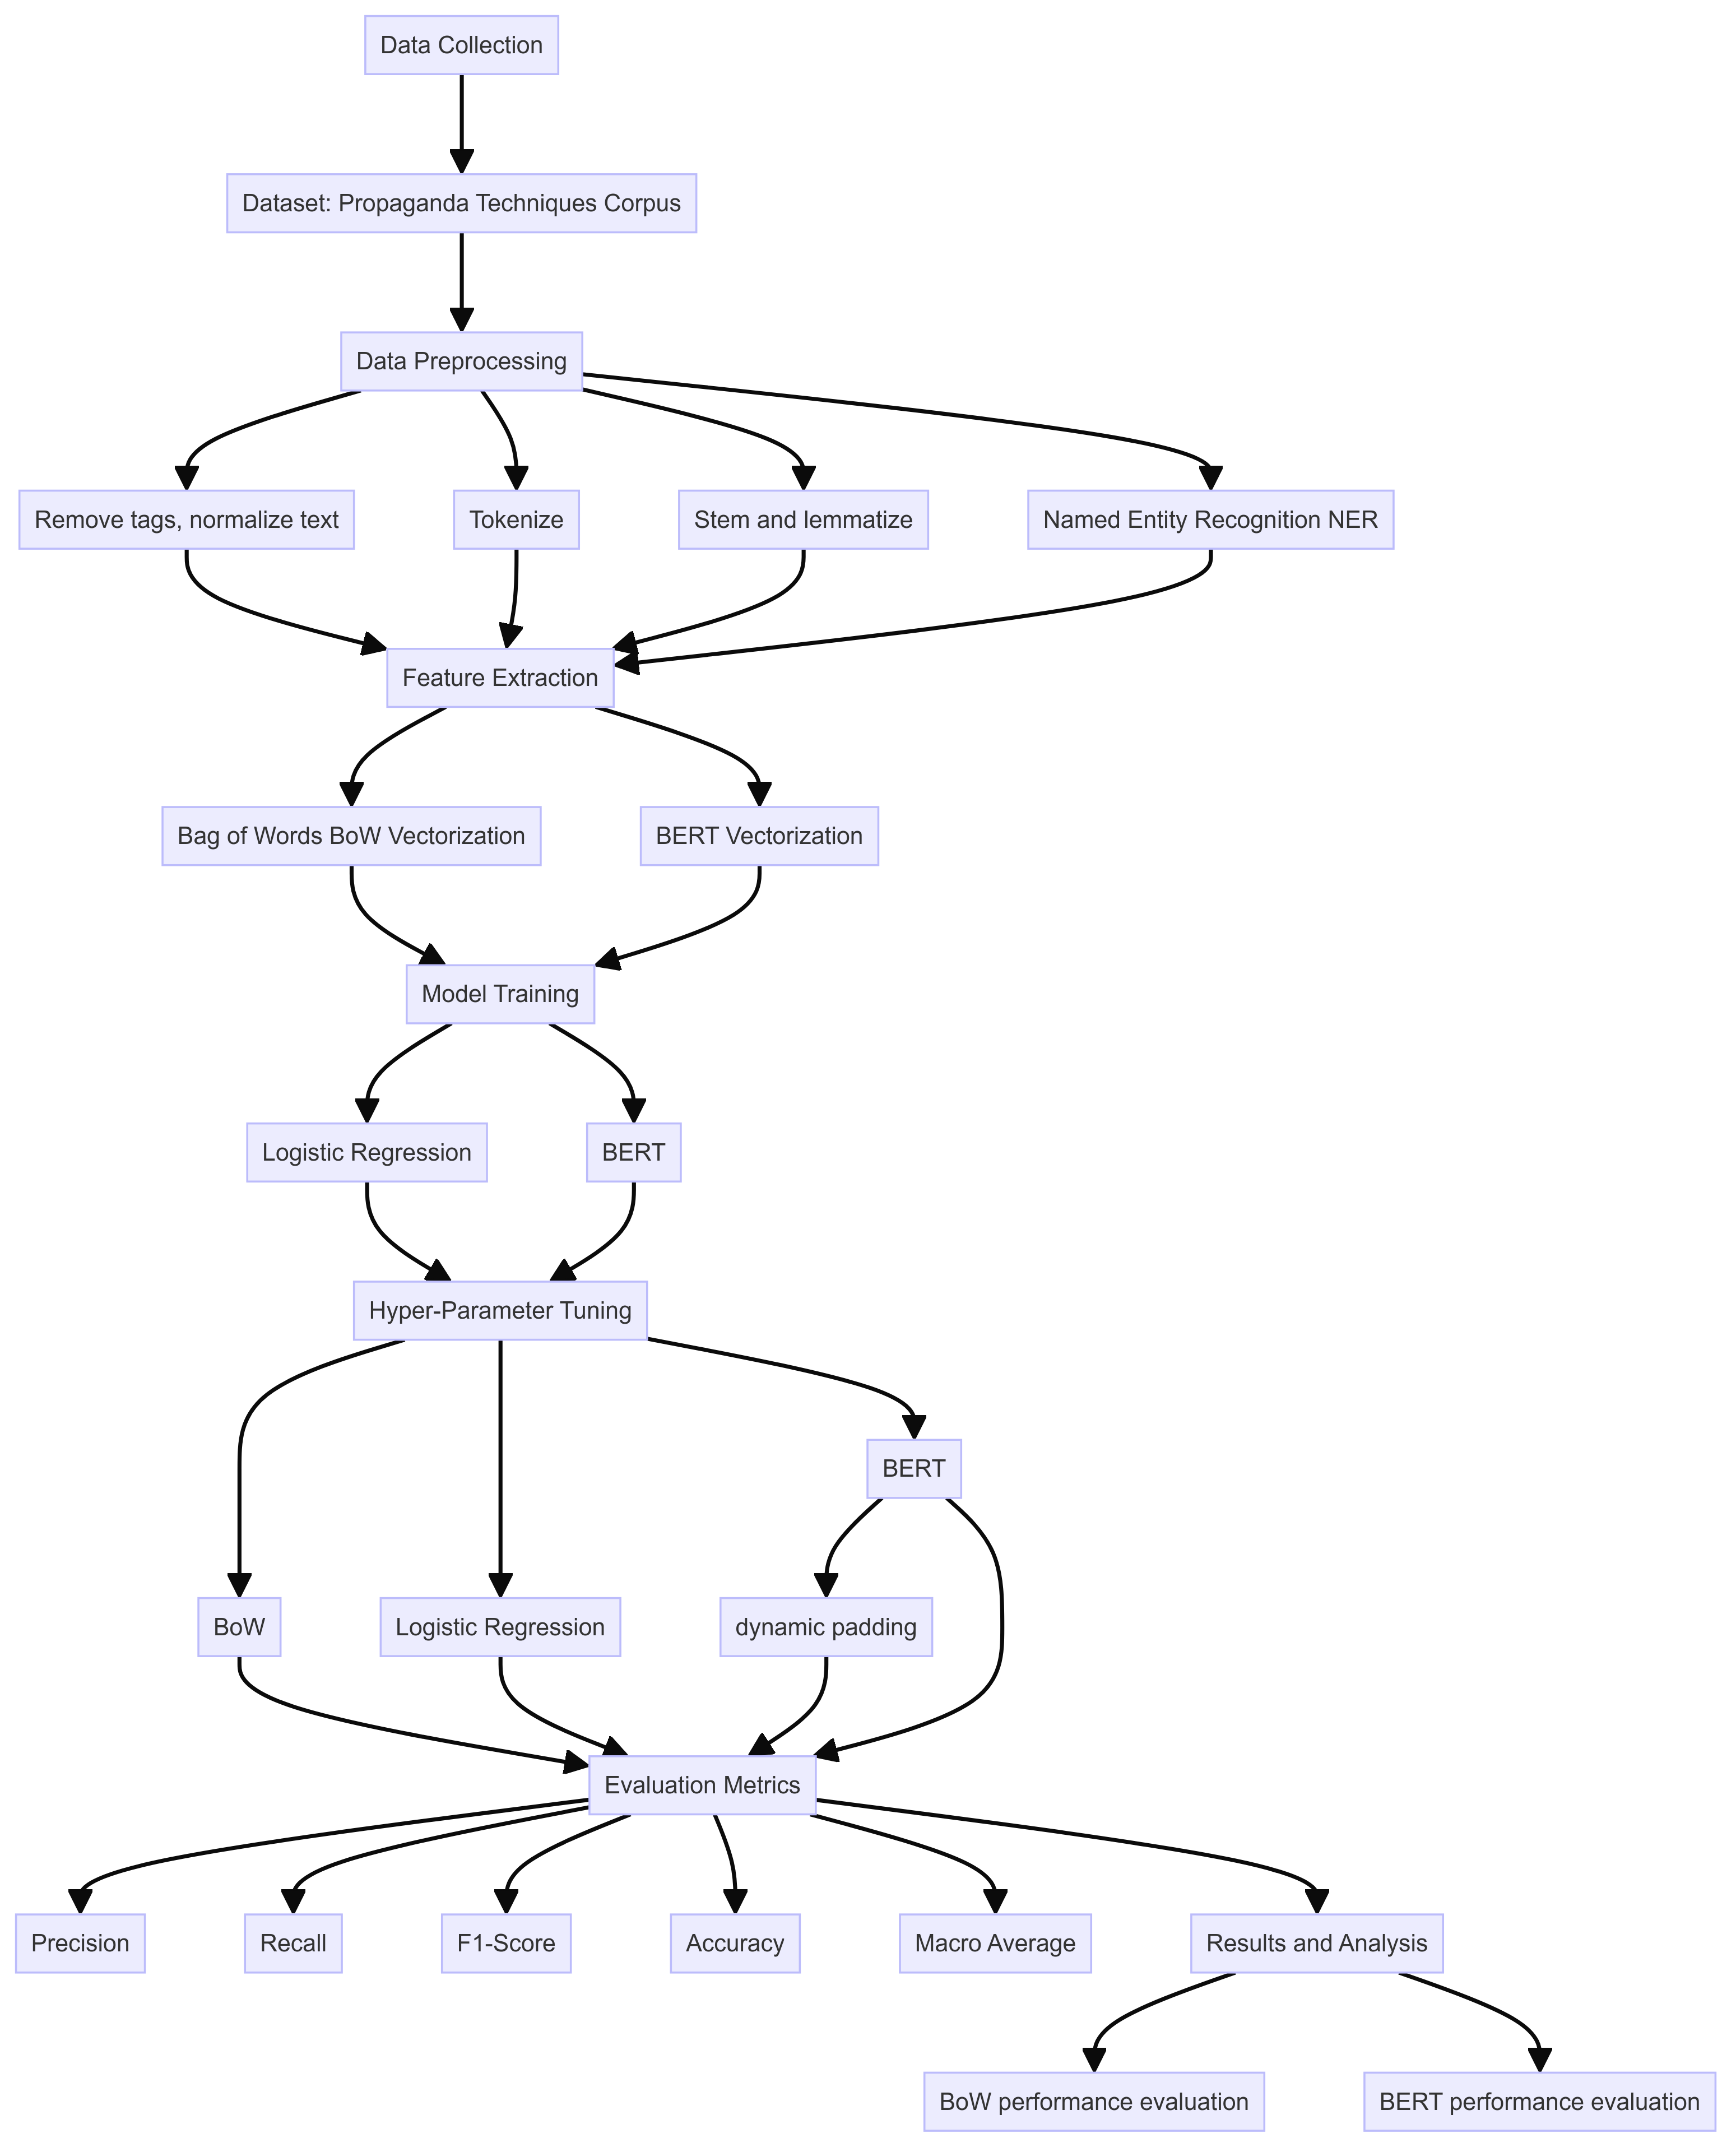 Data Collection
Dataset: Propaganda Techniques Corpus
Data Preprocessing
Remove tags, normalize text
Tokenize
Stem and lemmatize
Named Entity Recognition NER
Feature Extraction
Bag of Words BoW Vectorization
BERT Vectorization
Model Training
Logistic Regression
BERT
Hyper-Parameter Tuning
BERT
BoW
Logistic Regression
dynamic padding
Evaluation Metrics
Precision
Recall
F1-Score
Accuracy
Macro Average
Results and Analysis
BoW performance evaluation
BERT performance evaluation